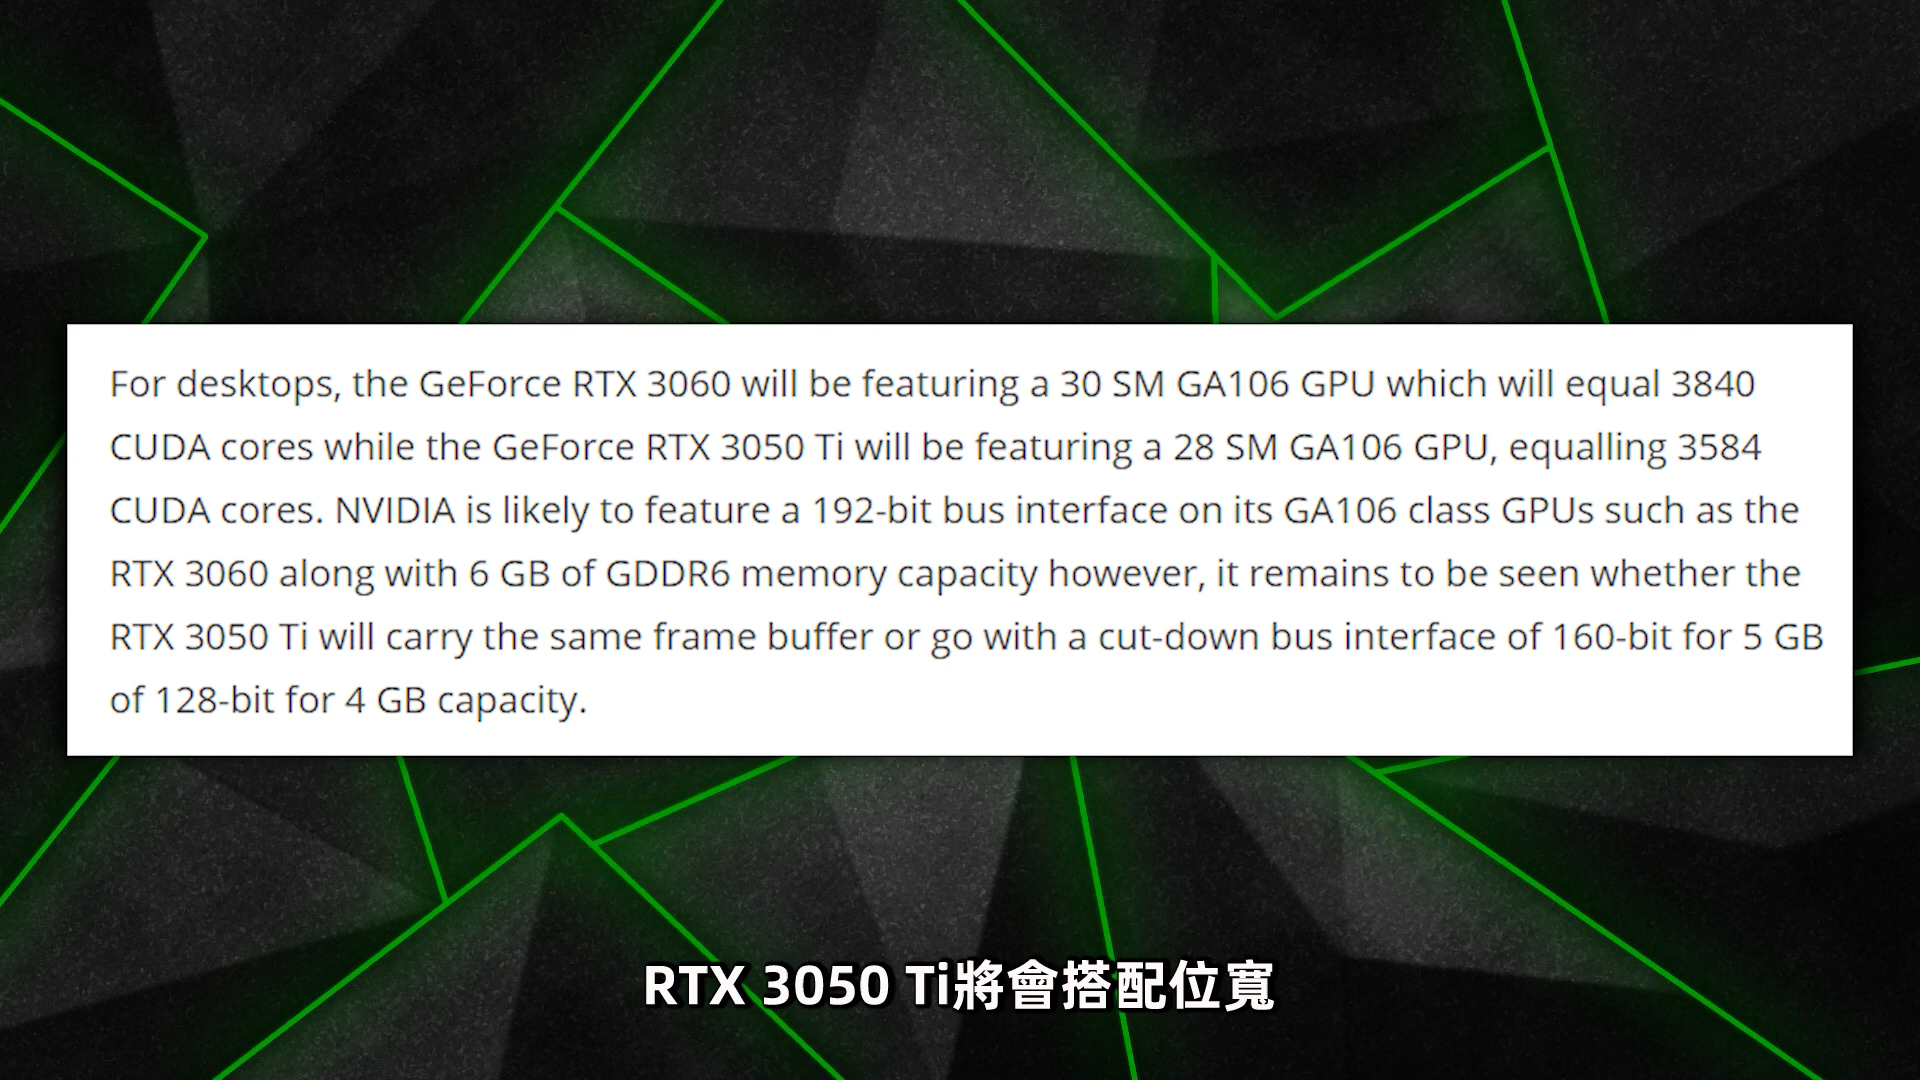 For desktops, the GeForce RTX 3060 will be featuring a 30 SM GA106 GPU which will equal 3840
CUDA cores while the GeForce RTX 3050 Ti will be featuring a 28 SM GA106 GPU, equalling 3584
CUDA cores. NVIDIA is likely to feature a 192-bit bus interface on its GA106 class GPUs such as the
RTX 3060 along with 6 GB of GDDR6 memory capacity however, it remains to be seen whether the
RTX 3050 Ti will carry the same frame buffer or go with a cut-down bus interface of 160-bit for 5 GB
of 128-bit for 4 GB capacity.
RTX 3050 Ti將會搭配位寬